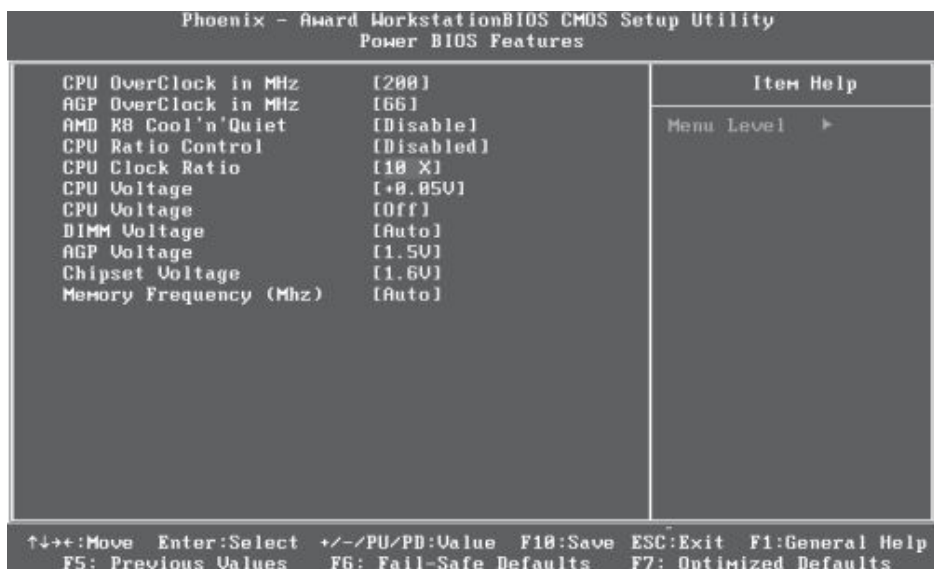 Phoenix - Award WorkstationBIOS CMOS Setup Utility
Power BIOS Features
CPU OverClock in MHz [200]
AGP OverClock in MHz [66]
AMD K8 Cool'n'Quiet [Disable]
CPU Ratio Control [Disabled]
CPU Clock Ratio [10 X]
CPU Voltage [+0.05V]
CPU Voltage [Off]
DIMM Voltage [Auto]
AGP Voltage [1.5V]
Chipset Voltage [1.6V]
Memory Frequency (Mhz) [Auto]
Item Help
Menu Level ►
↑↓→←:Move Enter:Select +/-/PU/PD:Value F10:Save ESC:Exit F1:General Help
F5: Previous Values F6: Fail-Safe Defaults F7: Optimized Defaults